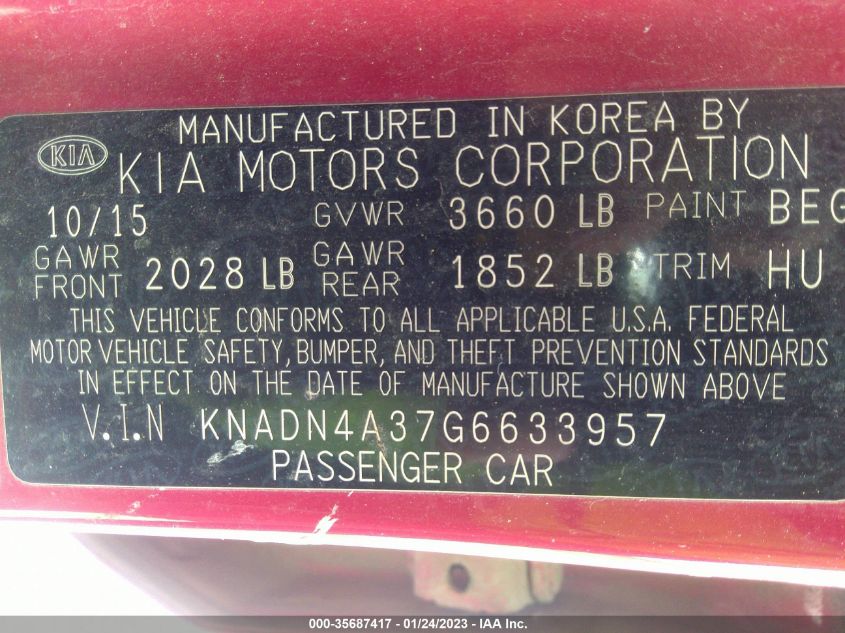 MANUFACTURED IN KOREA BY
KIA KIA MOTORS CORPORATION
10/15 GVWR 3660 LB PAINT BEG
GAWR FRONT 2028 LB GAWR REAR 1852 LB TRIM HU
THIS VEHICLE CONFORMS TO ALL APPLICABLE U.S.A. FEDERAL
MOTOR VEHICLE SAFETY, BUMPER, AND THEFT PREVENTION STANDARDS
IN EFFECT ON THE DATE OF MANUFACTURE SHOWN ABOVE
V.I.N KNADN4A37G6633957
PASSENGER CAR
000-35687417 - 01/24/2023 - IAA Inc.